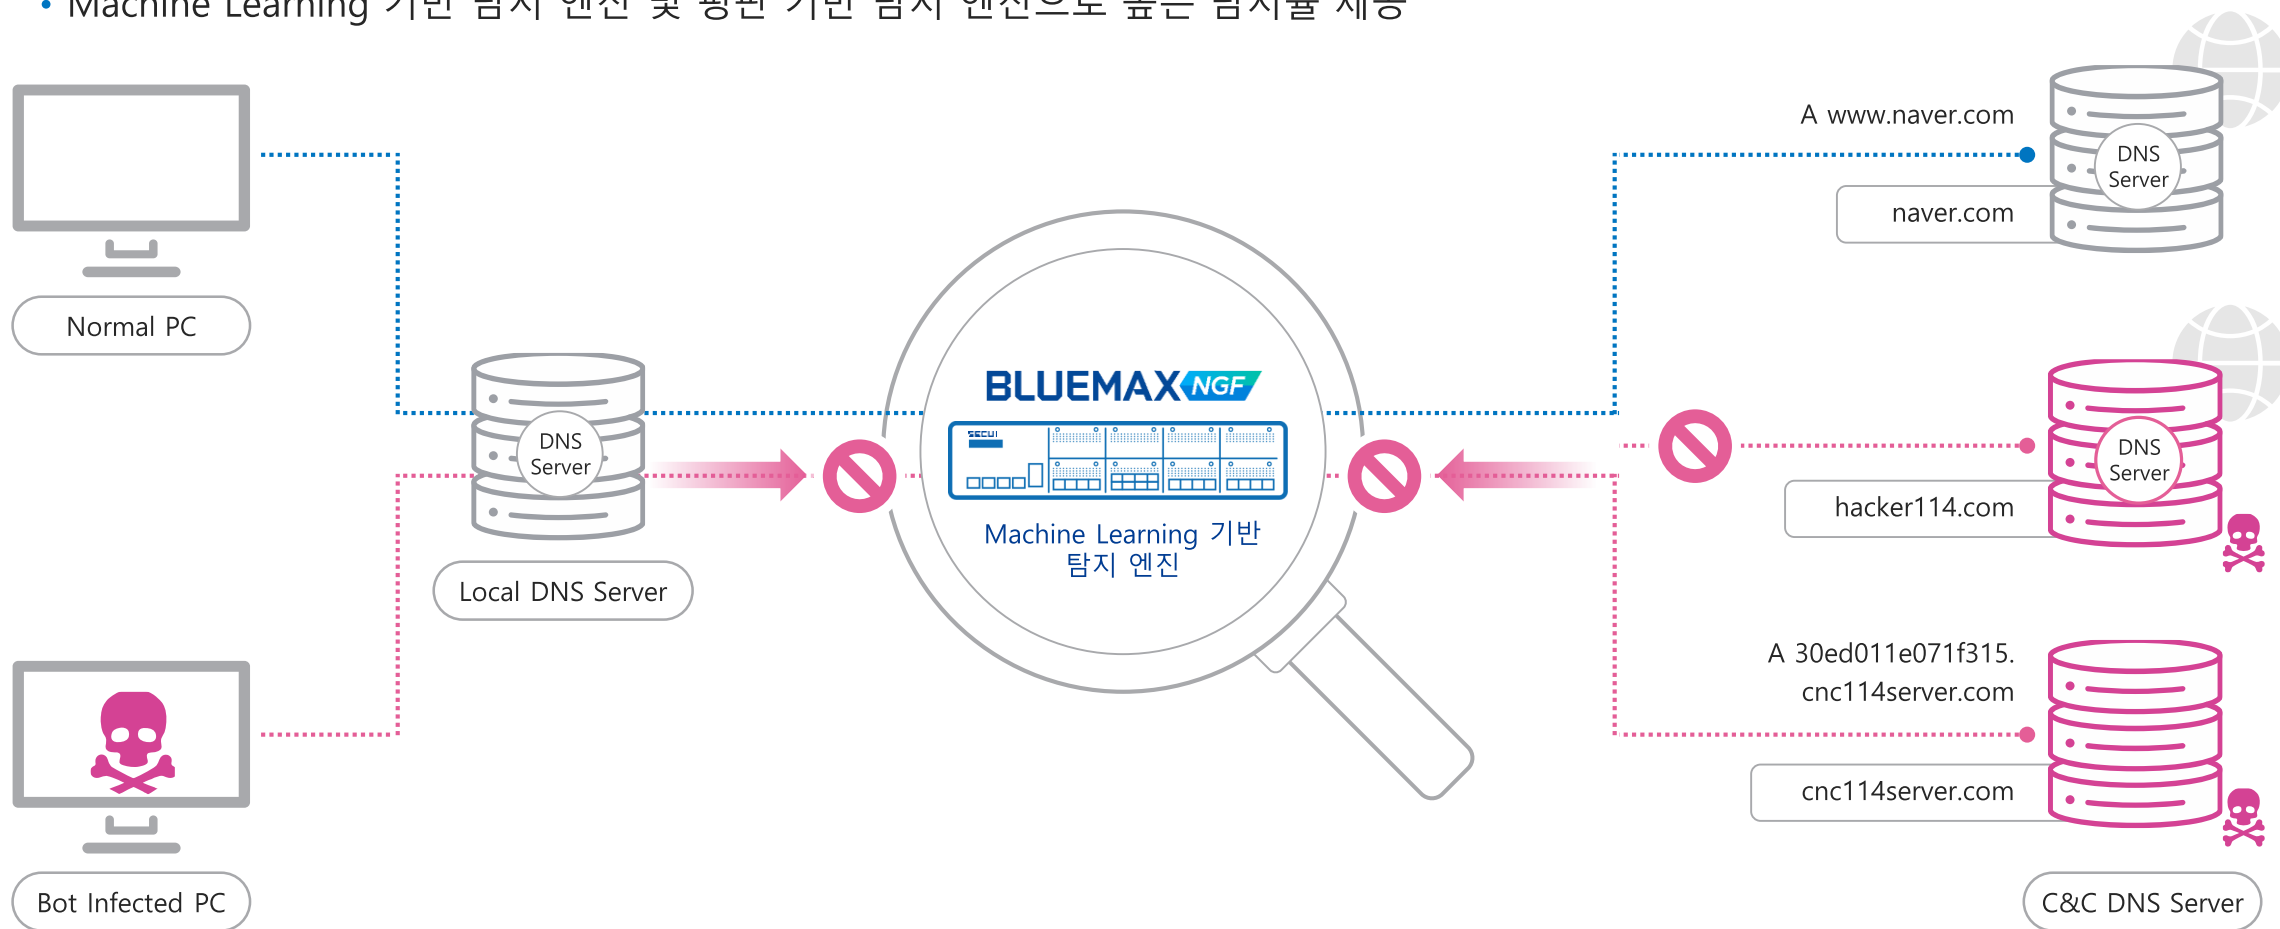 • Machine Learning 기반 탐지 엔진 및 평판 기반 탐지 엔진으로 높은 탐지율 제공
A www.naver.com
DNS
Server
naver.com
Normal PC
BLUEMAX NGF
SECUI
DNS
Server
DNS
Server
hacker114.com
Machine Learning 기반
탐지 엔진
Local DNS Server
A 30ed011e071f315.
cnc114server.com
cnc114server.com
Bot Infected PC
C&C DNS Server